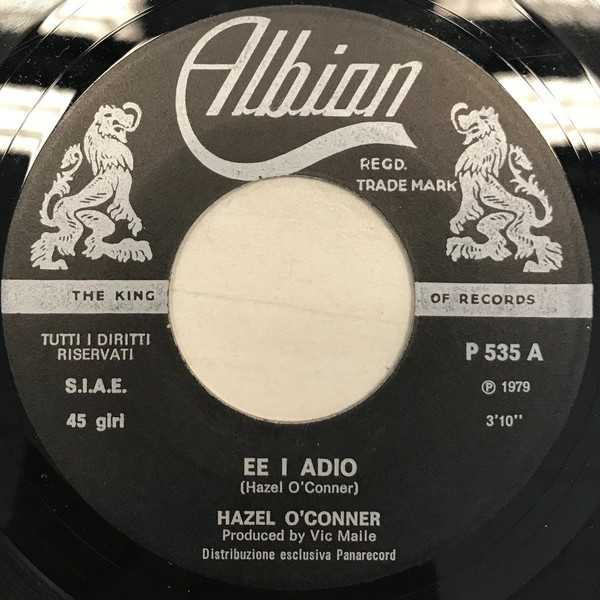 Albion
REGD.
TRADE MARK
THE KING OF RECORDS
TUTTI I DIRITTI
RISERVATI
S.I.A.E.
45 giri
P 535 A
℗ 1979
3'10"
EE I ADIO
(Hazel O'Conner)
HAZEL O'CONNER
Produced by Vic Maile
Distribuzione esclusiva Panarecord